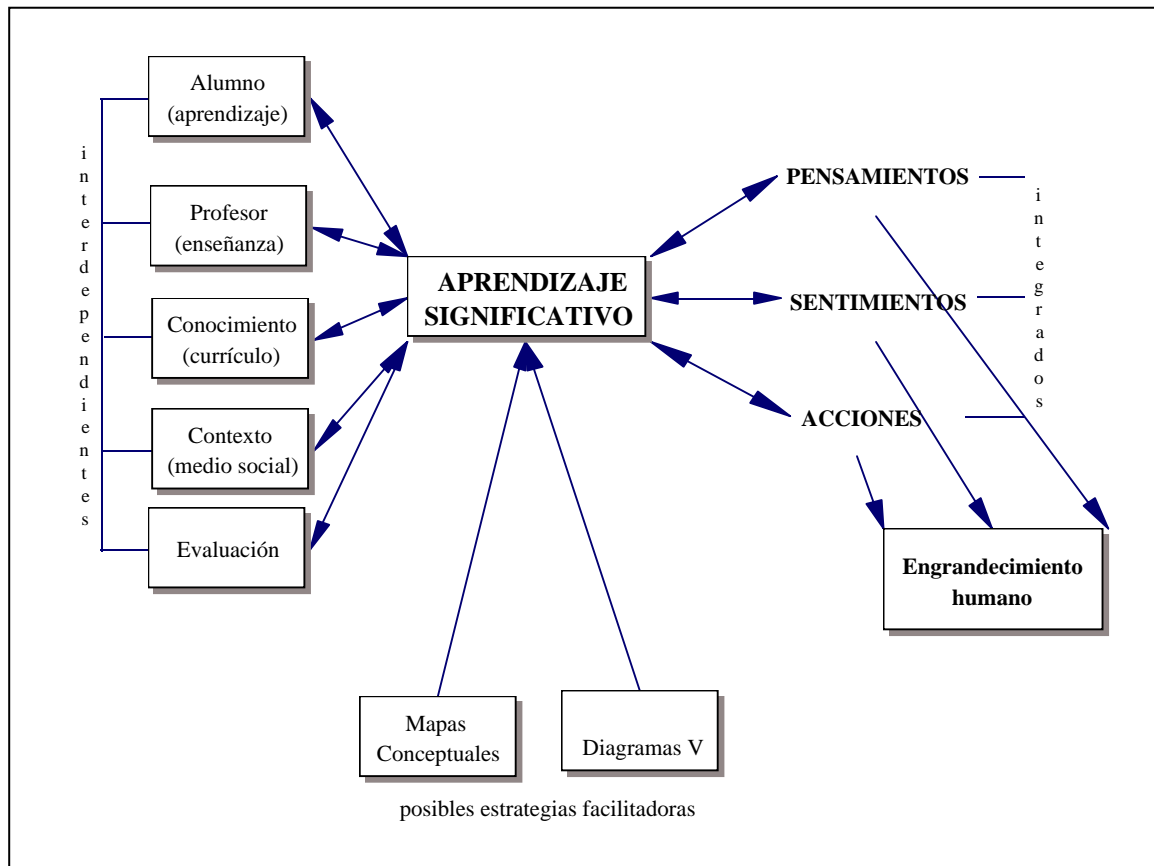 Alumno
(aprendizaje)
Profesor
(enseñanza)
Conocimiento
(currículo)
Contexto
(medio social)
Evaluación
interdependientes
APRENDIZAJE
SIGNIFICATIVO
PENSAMIENTOS
SENTIMIENTOS
ACCIONES
integrados
Engrandecimiento
humano
Mapas
Conceptuales
Diagramas V
posibles estrategias facilitadoras